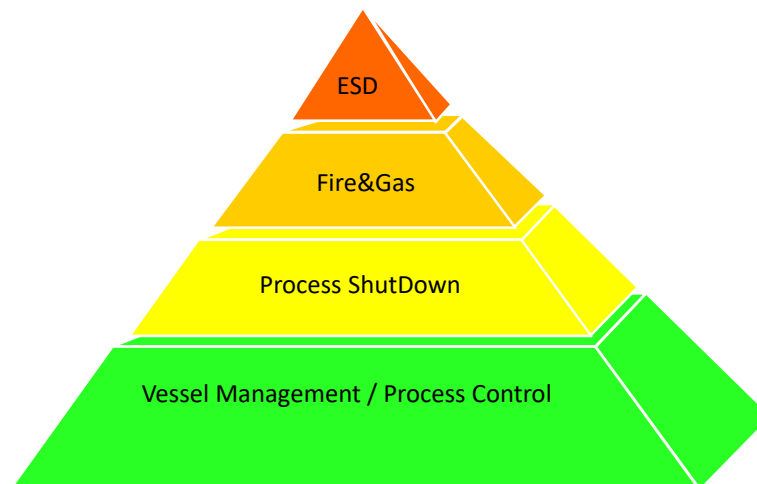 ESD
Fire&Gas
Process ShutDown
Vessel Management / Process Control